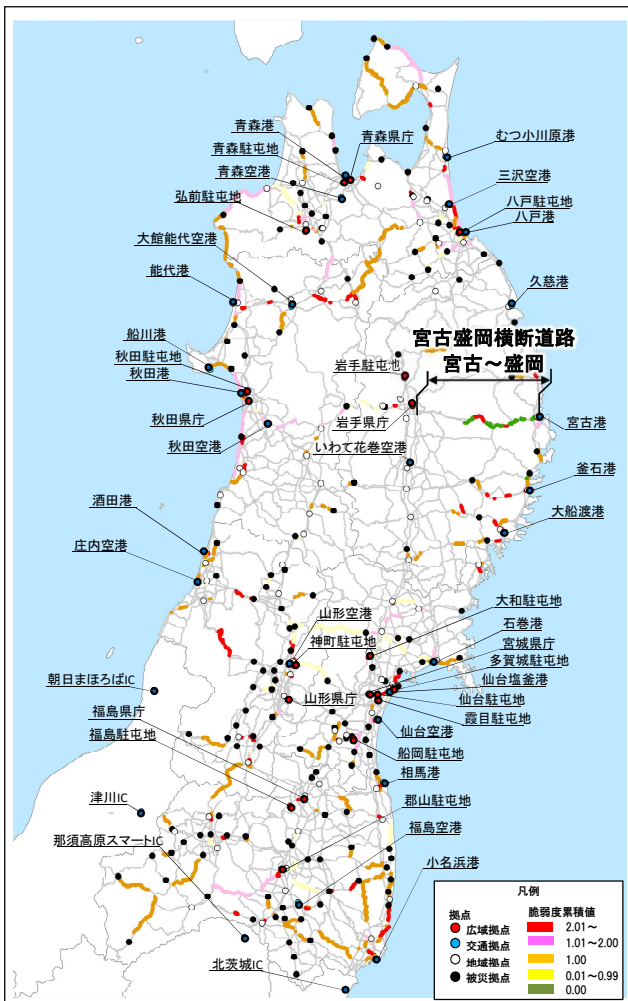 青森港
青森駐屯地
青森空港
弘前駐屯地
大館能代空港
能代港
船川港
秋田駐屯地
秋田港
秋田県庁
秋田空港
酒田港
庄内空港
朝日まほろばIC
福島県庁
福島駐屯地
津川IC
那須高原スマートIC
北茨城IC
青森県庁
むつ小川原港
三沢空港
八戸駐屯地
八戸港
久慈港
宮古盛岡横断道路
宮古～盛岡
岩手駐屯地
岩手県庁
いわて花巻空港
宮古港
釜石港
大船渡港
大和駐屯地
石巻港
宮城県庁
多賀城駐屯地
仙台塩釜港
仙台駐屯地
霞目駐屯地
山形空港
神町駐屯地
山形県庁
仙台空港
船岡駐屯地
相馬港
郡山駐屯地
福島空港
小名浜港
凡例
拠点
広域拠点
交通拠点
地域拠点
被災拠点
脆弱度累積値
2.01～
1.01～2.00
1.00
0.01～0.99
0.00